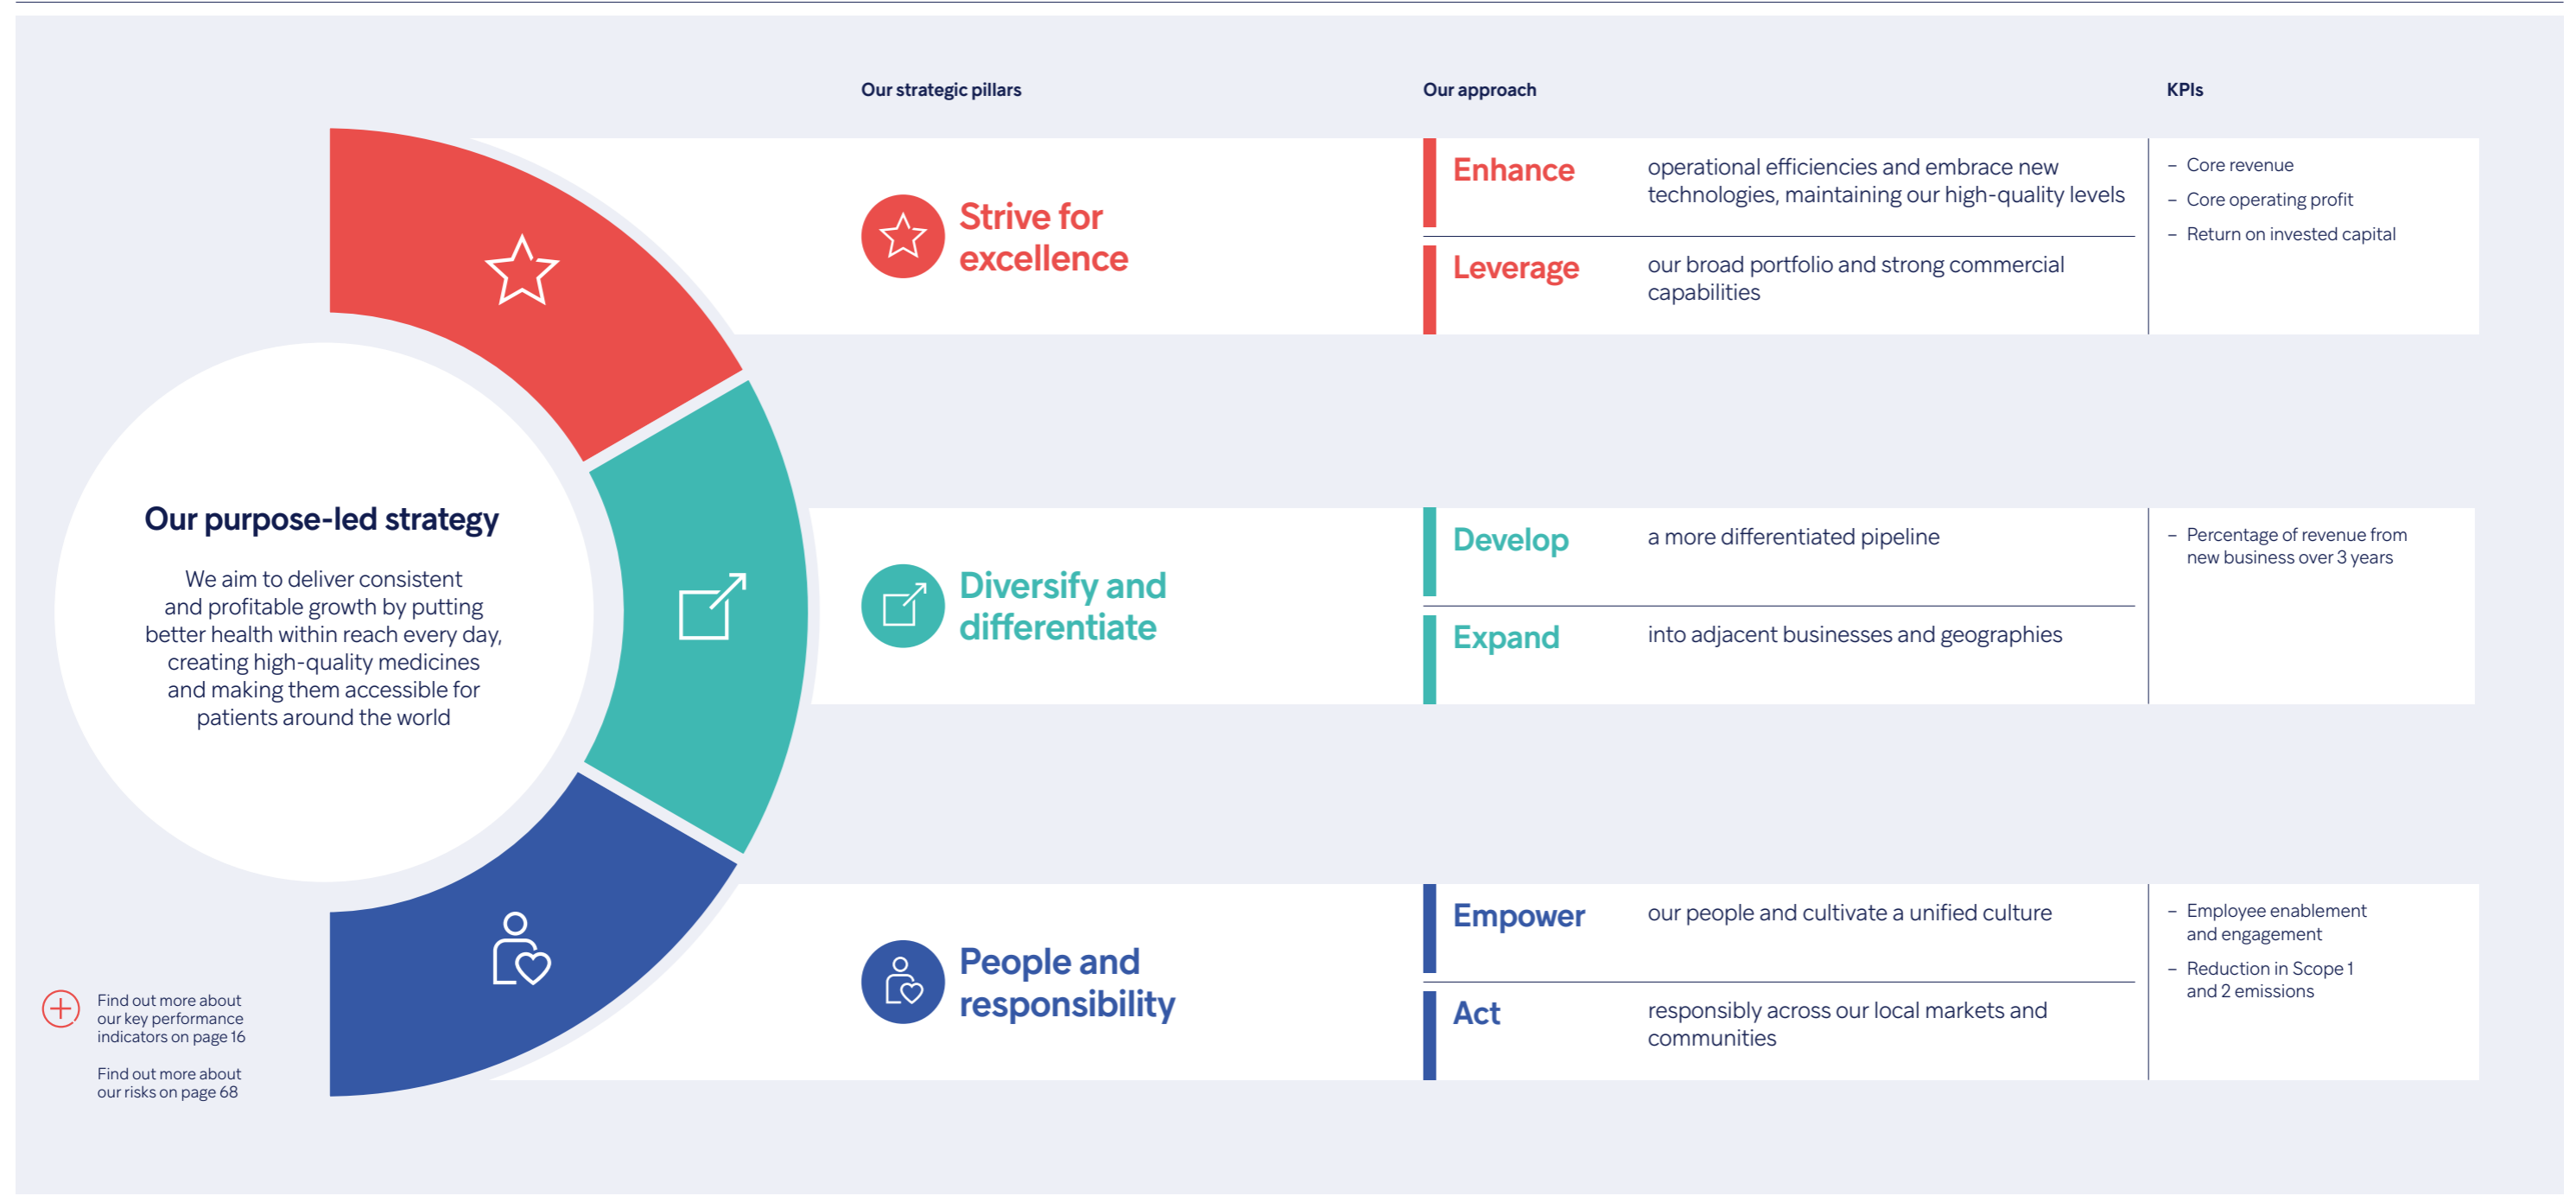 Our strategic pillars
Our approach
KPIs
Our purpose-led strategy
We aim to deliver consistent
and profitable growth by putting
better health within reach every day,
creating high-quality medicines
and making them accessible for
patients around the world
Strive for
excellence
Enhance
operational efficiencies and embrace new
technologies, maintaining our high-quality levels
Leverage
our broad portfolio and strong commercial
capabilities
– Core revenue
– Core operating profit
– Return on invested capital
Diversify and
differentiate
Develop
a more differentiated pipeline
Expand
into adjacent businesses and geographies
– Percentage of revenue from
new business over 3 years
People and
responsibility
Empower
our people and cultivate a unified culture
Act
responsibly across our local markets and
communities
– Employee enablement
and engagement
– Reduction in Scope 1
and 2 emissions
Find out more about
our key performance
indicators on page 16
Find out more about
our risks on page 68